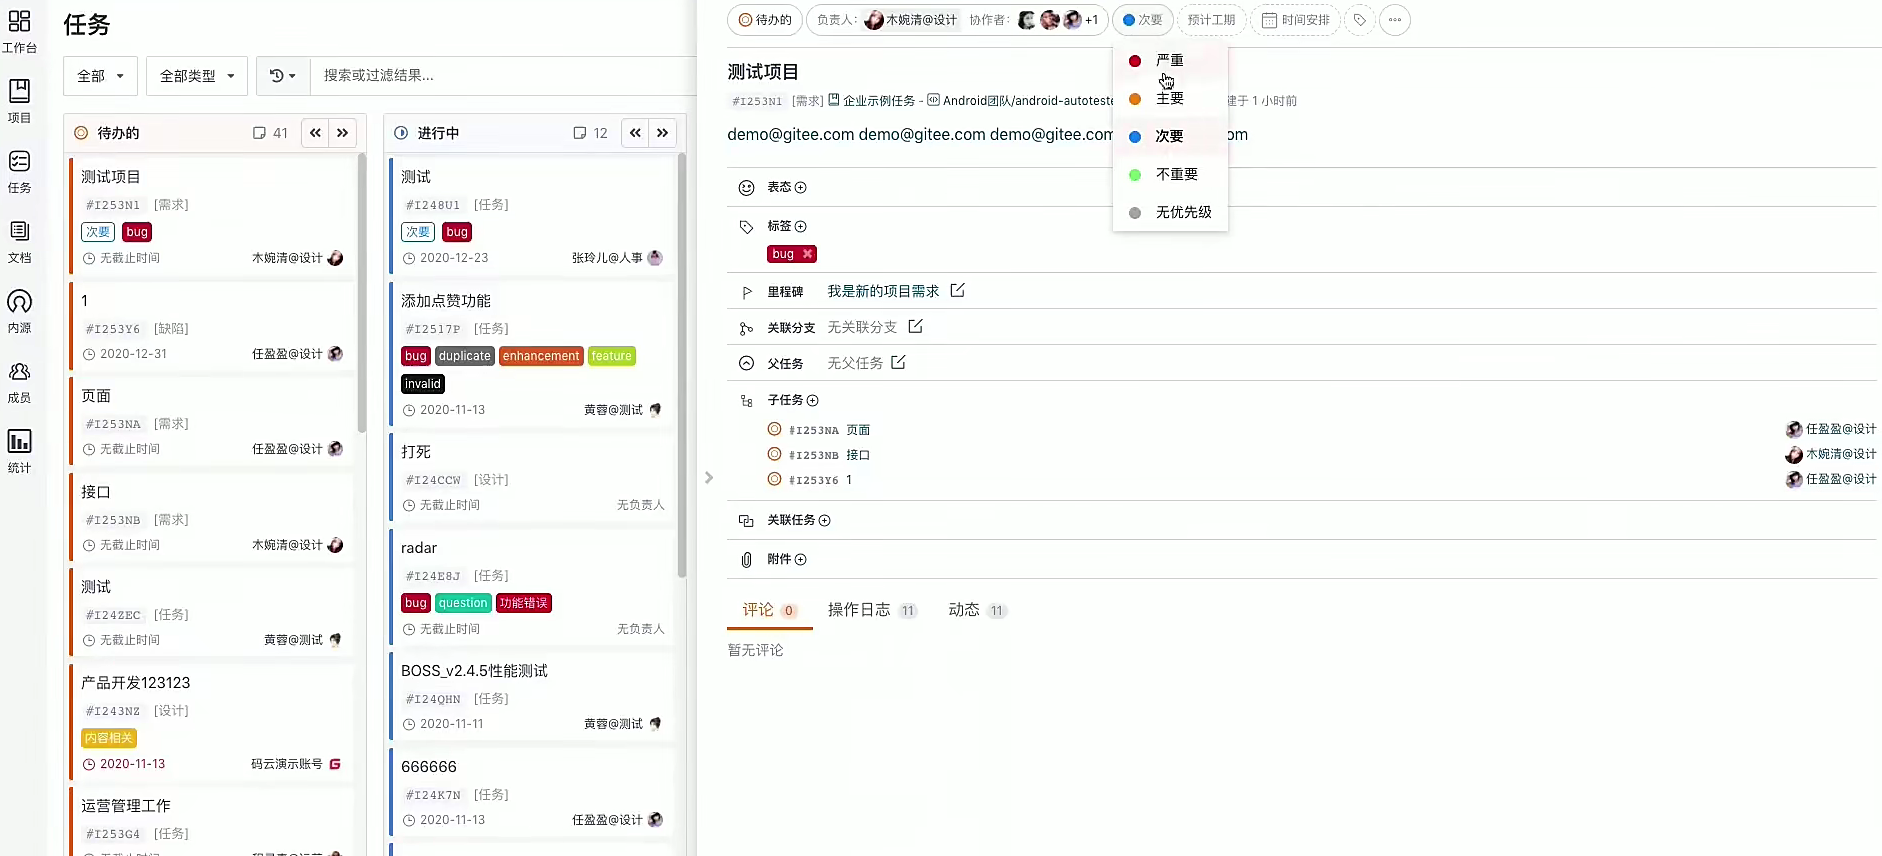 工作台
项目
任务
文档
内源
成员
统计
任务
全部
全部类型
搜索或过滤结果...
待办的 41
测试项目
#I253N1 [需求]
次要 bug
无截止时间 木婉清@设计
1
#I253Y6 [缺陷]
2020-12-31 任盈盈@设计
页面
#I253NA [需求]
无截止时间 任盈盈@设计
接口
#I253NB [需求]
无截止时间 木婉清@设计
测试
#I24ZEC [任务]
无截止时间 黄蓉@测试
产品开发123123
#I243NZ [设计]
内容相关
2020-11-13 码云演示账号
运营管理工作
#I253G4 [任务]
进行中 12
测试
#I248U1 [任务]
次要 bug
2020-12-23 张玲儿@人事
添加点赞功能
#I2517P [任务]
bug duplicate enhancement feature
invalid
2020-11-13 黄蓉@测试
打死
#I24CCW [设计]
无截止时间 无负责人
radar
#I24E8J [任务]
bug question 功能错误
无截止时间 无负责人
BOSS_v2.4.5性能测试
#I24QHN [任务]
2020-11-11 黄蓉@测试
666666
#I24K7N [任务]
2020-11-13 任盈盈@设计
待办的 负责人: 木婉清@设计 协作者: +1 次要 预计工期 时间安排
严重
主要
次要
不重要
无优先级
测试项目
#I253N1 [需求] 企业示例任务 - Android团队/android-autoteste 建于 1 小时前
demo@gitee.com demo@gitee.com demo@gitee.com om
表态
标签
bug
里程碑 我是新的项目需求
关联分支 无关联分支
父任务 无父任务
子任务
#I253NA 页面 任盈盈@设计
#I253NB 接口 木婉清@设计
#I253Y6 1 任盈盈@设计
关联任务
附件
评论 0 操作日志 11 动态 11
暂无评论